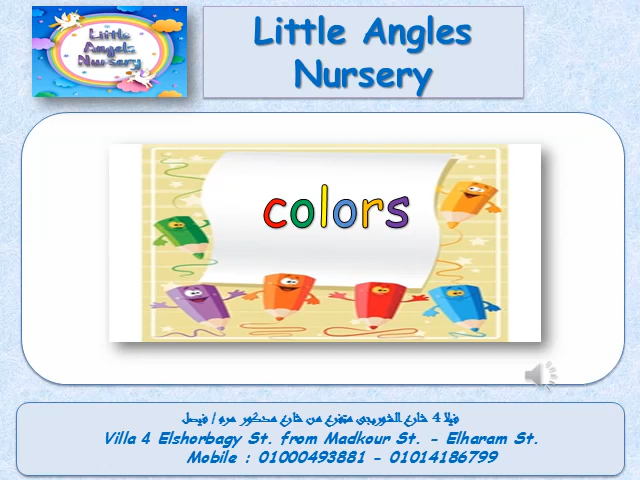 Little
Angels
Nursery
Little Angles
Nursery
colors
فيلا 4 شارع الشوربجى متفرع من شارع مدكور هرم / فيصل
Villa 4 Elshorbagy St. from Madkour St. - Elharam St.
Mobile : 01000493881 - 01014186799